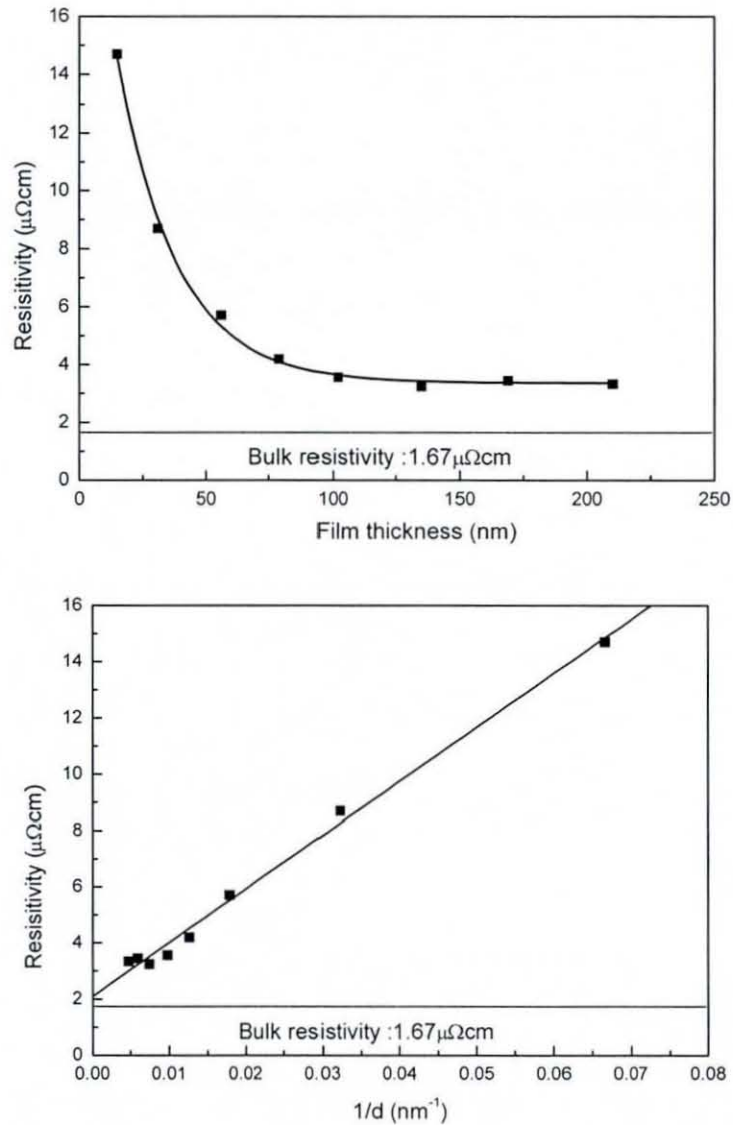 16
14
12
10
8
6
4
2
0
Resisitivity (μΩcm)
Bulk resistivity :1.67μΩcm
0 50 100 150 200 250
Film thickness (nm)
16
14
12
10
8
6
4
2
0
Resisitivity (μΩcm)
Bulk resistivity :1.67μΩcm
0.00 0.01 0.02 0.03 0.04 0.05 0.06 0.07 0.08
1/d (nm⁻¹)